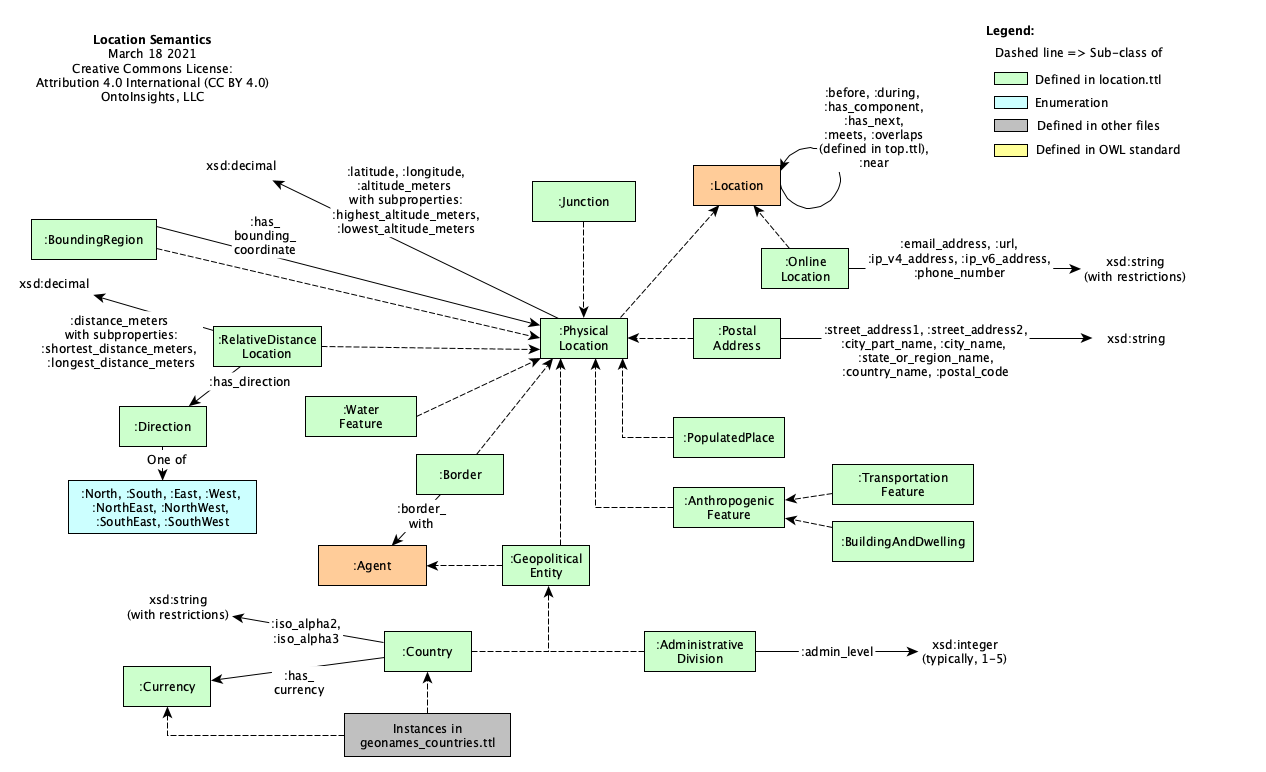 Location Semantics
March 18 2021
Creative Commons License:
Attribution 4.0 International (CC BY 4.0)
OntoInsights, LLC
Legend:
Dashed line => Sub-class of
Defined in location.ttl
Enumeration
Defined in other files
Defined in OWL standard
:before, :during,
:has_component,
:has_next,
:meets, :overlaps
(defined in top.ttl),
:near
:Location
xsd:decimal
:latitude, :longitude,
:altitude_meters
with subproperties:
:highest_altitude_meters,
:lowest_altitude_meters
:Junction
:BoundingRegion
:has_
bounding_
coordinate
:Online
Location
:email_address, :url,
:ip_v4_address, :ip_v6_address,
:phone_number
xsd:string
(with restrictions)
xsd:decimal
:distance_meters
with subproperties:
:shortest_distance_meters,
:longest_distance_meters
:RelativeDistance
Location
:Physical
Location
:Postal
Address
:street_address1, :street_address2,
:city_part_name, :city_name,
:state_or_region_name,
:country_name, :postal_code
xsd:string
:has_direction
:Direction
One of
:North, :South, :East, :West,
:NorthEast, :NorthWest,
:SouthEast, :SouthWest
:Water
Feature
:Border
:border_
with
:Agent
:Geopolitical
Entity
:PopulatedPlace
:Anthropogenic
Feature
:Transportation
Feature
:BuildingAndDwelling
xsd:string
(with restrictions)
:iso_alpha2,
:iso_alpha3
:Country
:Administrative
Division
:admin_level
xsd:integer
(typically, 1-5)
:Currency
:has_
currency
Instances in
geonames_countries.ttl